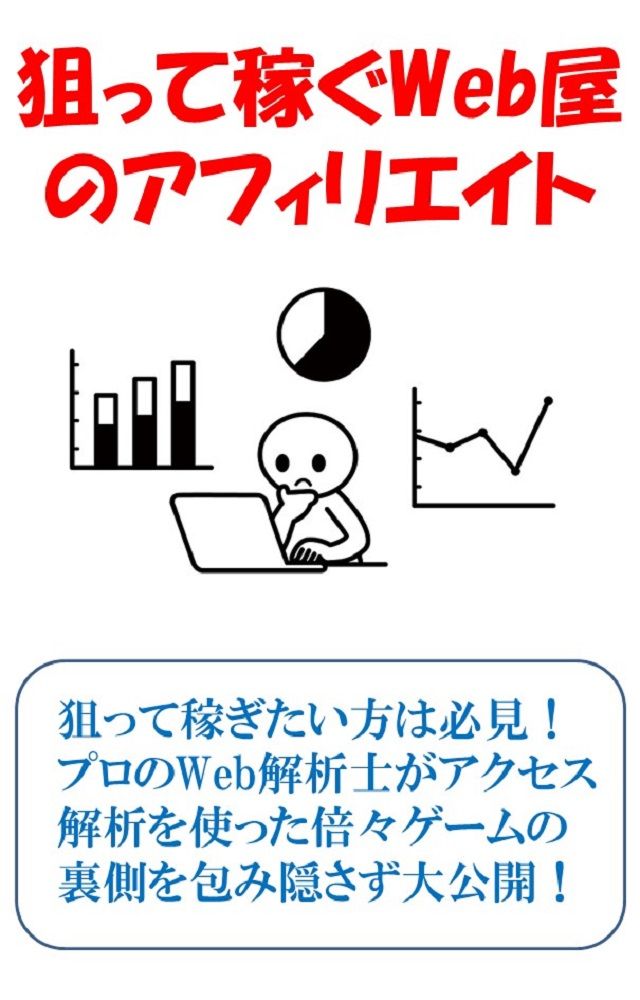 狙って稼ぐWeb屋
のアフィリエイト
狙って稼ぎたい方は必見！
プロのWeb解析士がアクセス
解析を使った倍々ゲームの
裏側を包み隠さず大公開！